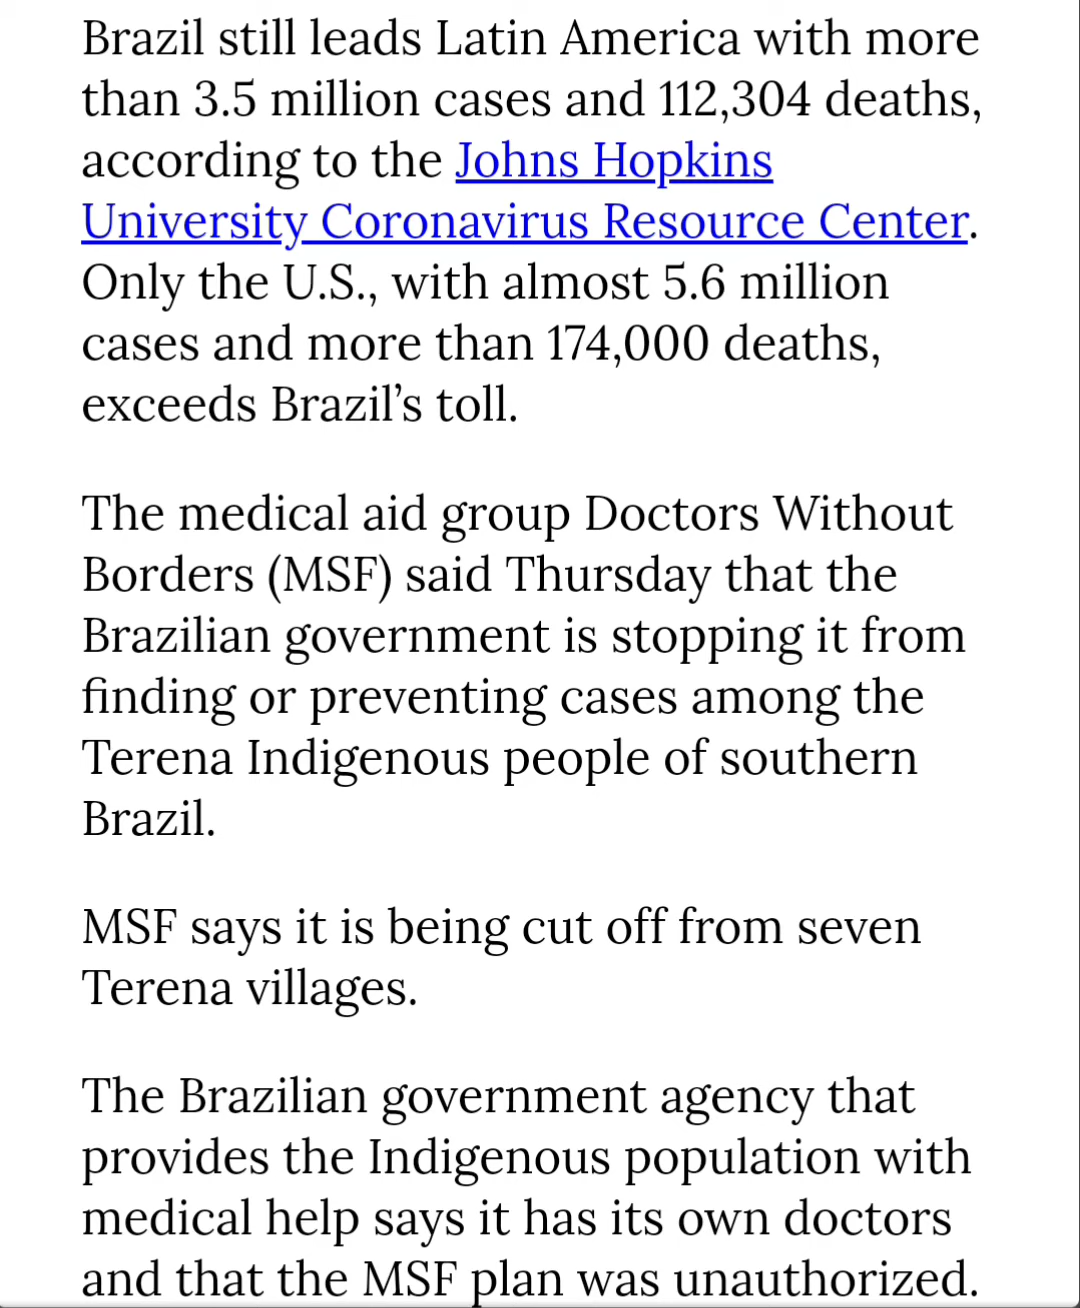 Brazil still leads Latin America with more
than 3.5 million cases and 112,304 deaths,
according to the Johns Hopkins
University Coronavirus Resource Center.
Only the U.S., with almost 5.6 million
cases and more than 174,000 deaths,
exceeds Brazil’s toll.
The medical aid group Doctors Without
Borders (MSF) said Thursday that the
Brazilian government is stopping it from
finding or preventing cases among the
Terena Indigenous people of southern
Brazil.
MSF says it is being cut off from seven
Terena villages.
The Brazilian government agency that
provides the Indigenous population with
medical help says it has its own doctors
and that the MSF plan was unauthorized.